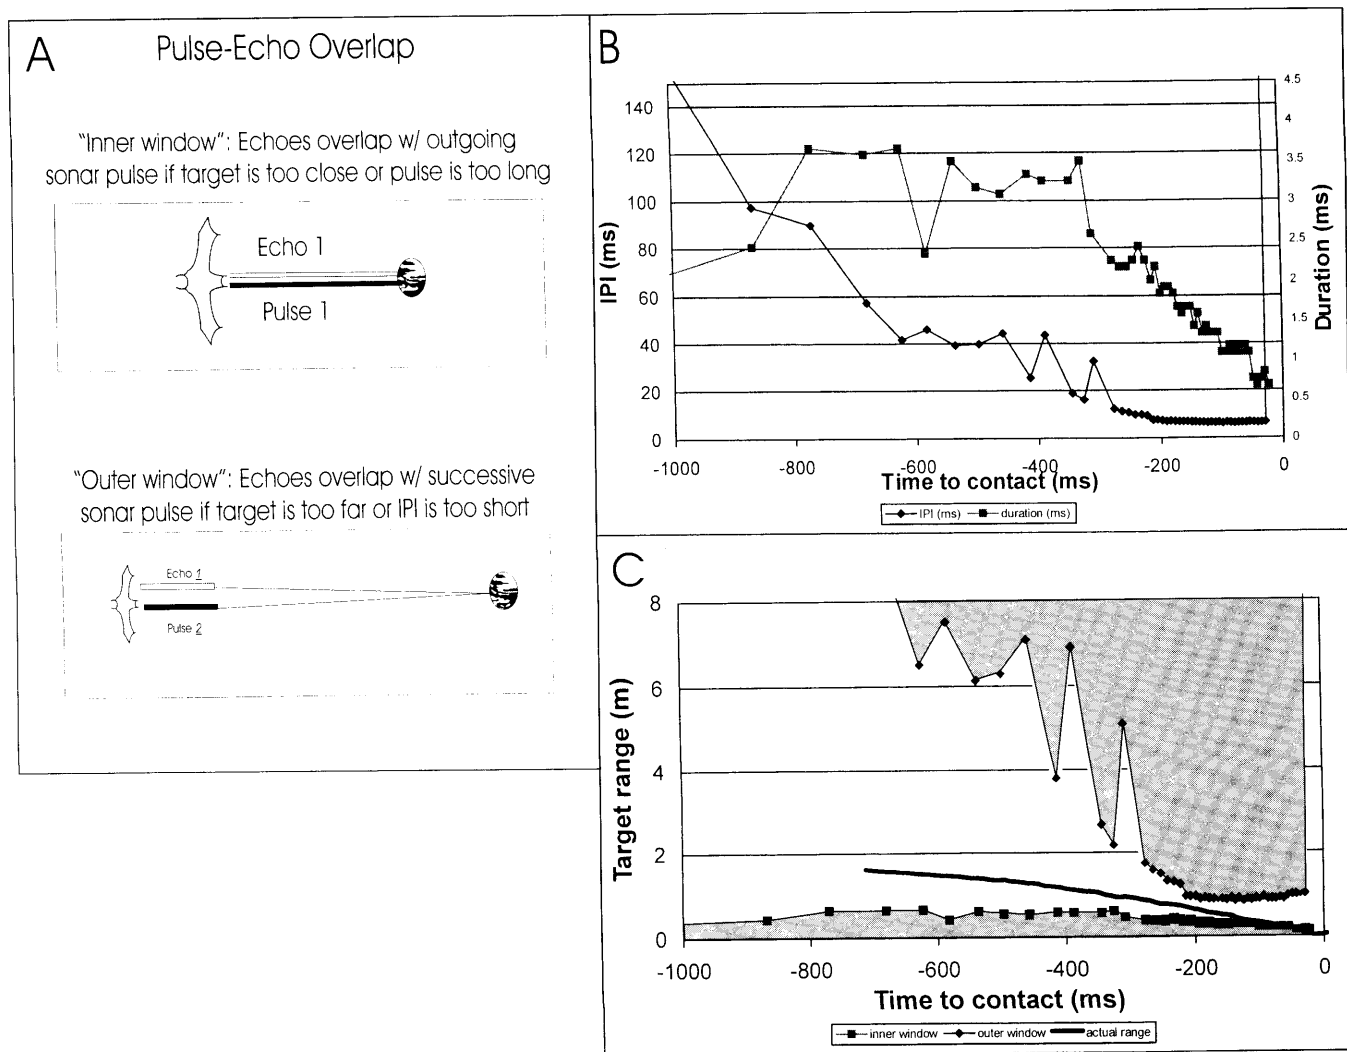 A
Pulse-Echo Overlap
"Inner window": Echoes overlap w/ outgoing
sonar pulse if target is too close or pulse is too long
Echo 1
Pulse 1
"Outer window": Echoes overlap w/ successive
sonar pulse if target is too far or IPI is too short
Echo 1
Pulse 2
B
IPI (ms)
140
120
100
80
60
40
20
0
4.5
4
3.5
3
2.5
2
1.5
1
0.5
0
Duration (ms)
-1000
-800
-600
-400
-200
0
Time to contact (ms)
IPI (ms)
duration (ms)
C
Target range (m)
8
6
4
2
0
-1000
-800
-600
-400
-200
0
Time to contact (ms)
inner window
outer window
actual range